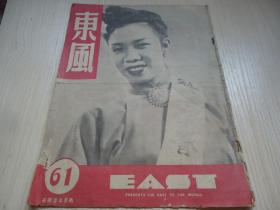 東風
61
EAST
PRESENTS THE EAST TO THE WORLD